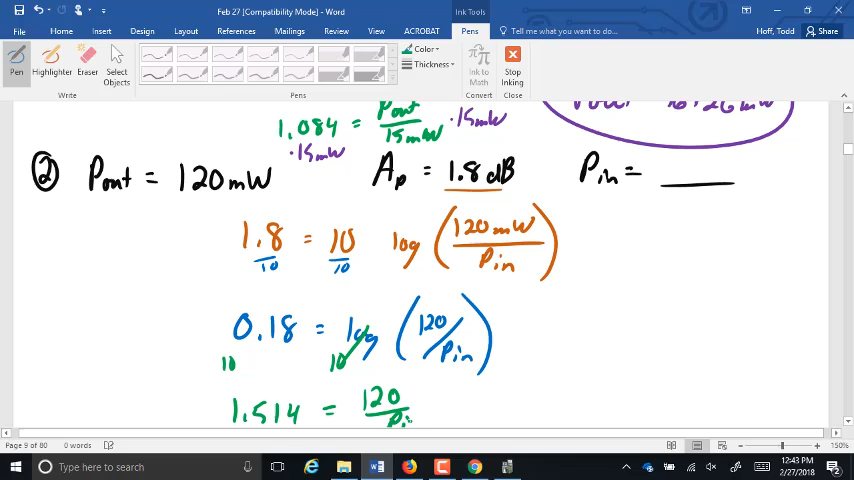 Feb 27 [Compatibility Mode] - Word
Ink Tools
File Home Insert Design Layout References Mailings Review View ACROBAT Pens Tell me what you want to do... Hoff, Todd Share
Pen Highlighter Eraser Select Objects Color Thickness Ink to Math Stop Inking
Write Pens Convert Close
1.084 = Pout/15mW ·15mW
·15mW
② Pout = 120mW Ap = 1.8 dB Pin =
1.8/10 = 10/10 log (120mW/Pin)
0.18 = log (120/Pin)
10 10
1.514 = 120/Pi
Page 9 of 80 0 words 150%
Type here to search
12:43 PM
2/27/2018